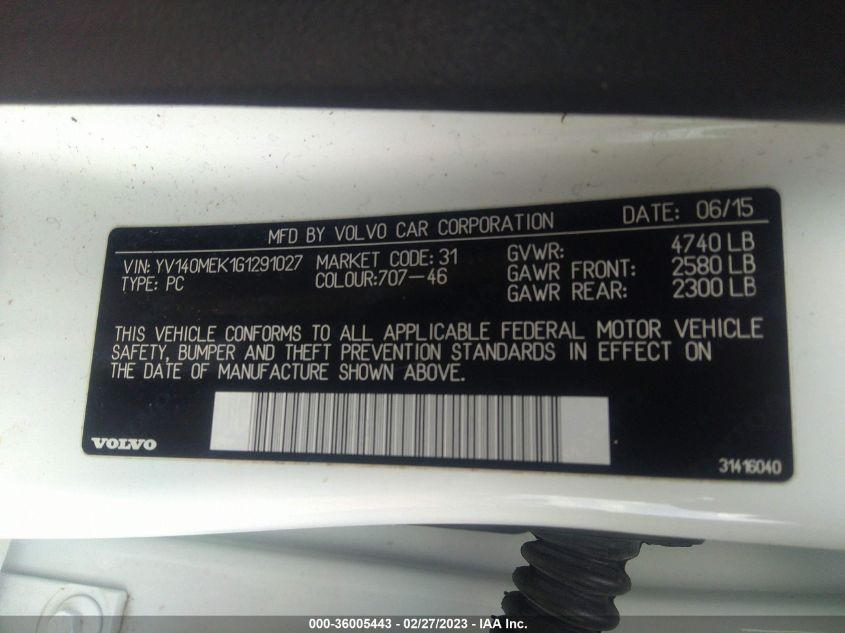 MFD BY VOLVO CAR CORPORATION DATE: 06/15
VIN: YV140MEK1G1291027 MARKET CODE: 31 GVWR: 4740 LB
TYPE: PC COLOUR:707-46 GAWR FRONT: 2580 LB
GAWR REAR: 2300 LB
THIS VEHICLE CONFORMS TO ALL APPLICABLE FEDERAL MOTOR VEHICLE
SAFETY, BUMPER AND THEFT PREVENTION STANDARDS IN EFFECT ON
THE DATE OF MANUFACTURE SHOWN ABOVE.
VOLVO 31416040
000-36005443 - 02/27/2023 - IAA Inc.